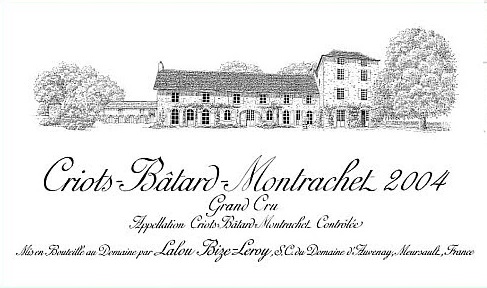 Criots-Bâtard-Montrachet 2004
Grand Cru
Appellation Criots Bâtard Montrachet Contrôlée
Mis en Bouteille au Domaine par Lalou Bize-Leroy, S.C. du Domaine d'Auvenay, Meursault, France